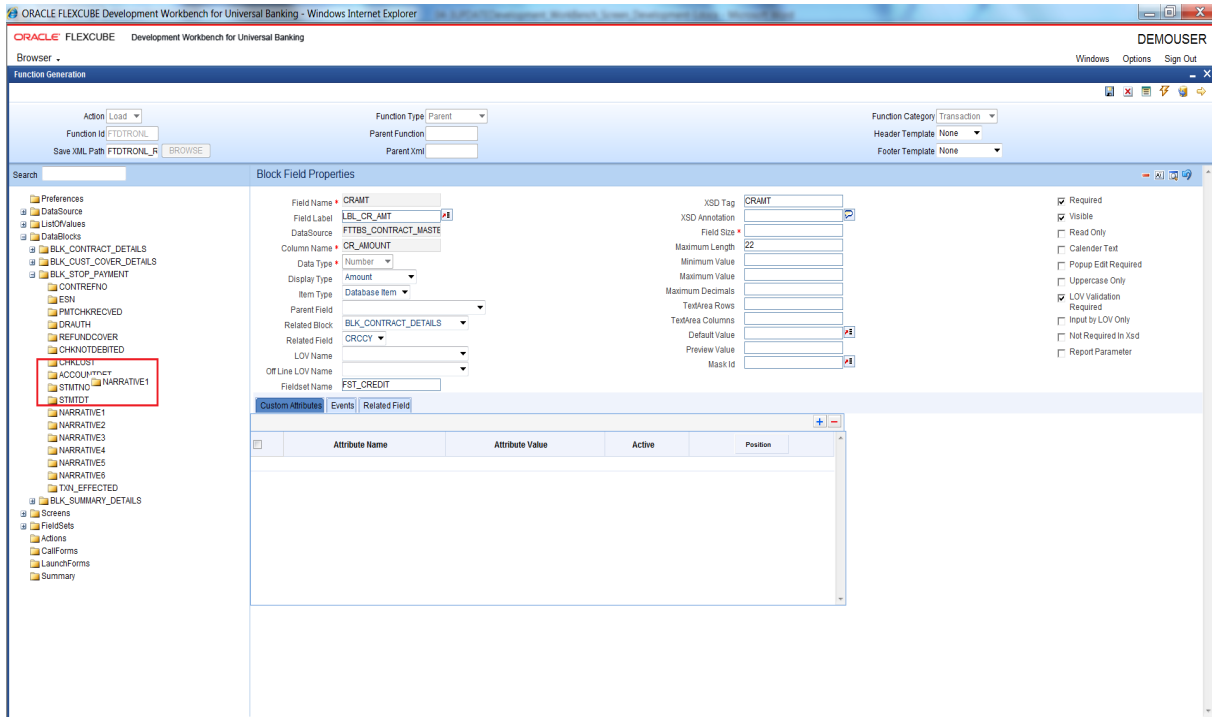 ORACLE FLEXCUBE Development Workbench for Universal Banking - Windows Internet Explorer
ORACLE FLEXCUBE Development Workbench for Universal Banking
DEMOUSER
Browser
Windows Options Sign Out
Function Generation
Action Load
Function Type Parent
Function Category Transaction
Function Id FTDTRONL
Parent Function
Header Template None
Save XML Path FTDTRONL_R BROWSE
Parent Xml
Footer Template None
Search
Block Field Properties
Preferences
DataSource
ListOfValues
DataBlocks
BLK_CONTRACT_DETAILS
BLK_CUST_COVER_DETAILS
BLK_STOP_PAYMENT
CONTREFNO
ESN
PMTCHKRECVED
DRAUTH
REFUNDCOVER
CHKNOTDEBITED
CHKLOST
ACCOUNTDET
NARRATIVE1
STMTNO
STMTDT
NARRATIVE1
NARRATIVE2
NARRATIVE3
NARRATIVE4
NARRATIVE5
NARRATIVE6
TXN_EFFECTED
BLK_SUMMARY_DETAILS
Screens
FieldSets
Actions
CallForms
LaunchForms
Summary
Field Name * CRAMT
Field Label LBL_CR_AMT
DataSource FTTBS_CONTRACT_MASTE
Column Name * CR_AMOUNT
Data Type * Number
Display Type Amount
Item Type Database Item
Parent Field
Related Block BLK_CONTRACT_DETAILS
Related Field CRCCY
LOV Name
Off Line LOV Name
Fieldset Name FST_CREDIT
XSD Tag CRAMT
XSD Annotation
Field Size *
Maximum Length 22
Minimum Value
Maximum Value
Maximum Decimals
TextArea Rows
TextArea Columns
Default Value
Preview Value
Mask Id
Required
Visible
Read Only
Calender Text
Popup Edit Required
Uppercase Only
LOV Validation
Required
Input by LOV Only
Not Required In Xsd
Report Parameter
Custom Attributes Events Related Field
Attribute Name Attribute Value Active Position